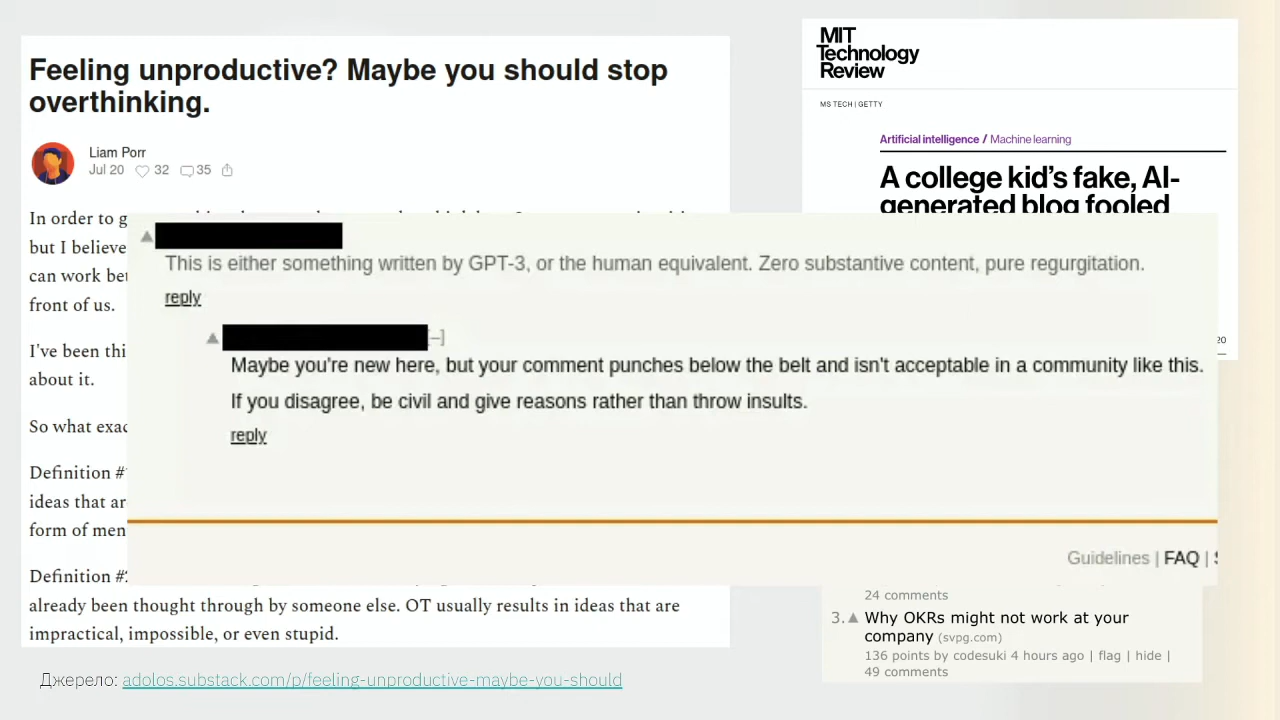 Feeling unproductive? Maybe you should stop
overthinking.
Liam Porr
Jul 20 32 35
In order to g
but I believe
can work bet
front of us.
I've been thi
about it.
So what exac
Definition #
ideas that ar
form of men
Definition #2
already been thought through by someone else. OT usually results in ideas that are
impractical, impossible, or even stupid.
MIT
Technology
Review
MS TECH | GETTY
Artificial intelligence / Machine learning
A college kid's fake, AI-
generated blog fooled
20
This is either something written by GPT-3, or the human equivalent. Zero substantive content, pure regurgitation.
reply
[–]
Maybe you're new here, but your comment punches below the belt and isn't acceptable in a community like this.
If you disagree, be civil and give reasons rather than throw insults.
reply
Guidelines | FAQ |
24 comments
3. Why OKRs might not work at your
company (svpg.com)
136 points by codesuki 4 hours ago | flag | hide |
49 comments
Джерело: adolos.substack.com/p/feeling-unproductive-maybe-you-should